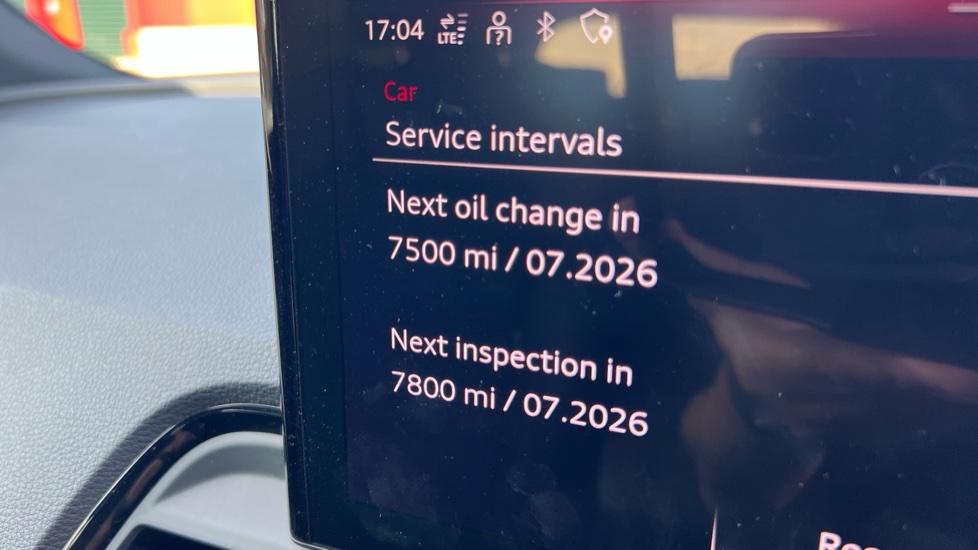 17:04 LTE
Car
Service intervals
Next oil change in
7500 mi / 07.2026
Next inspection in
7800 mi / 07.2026